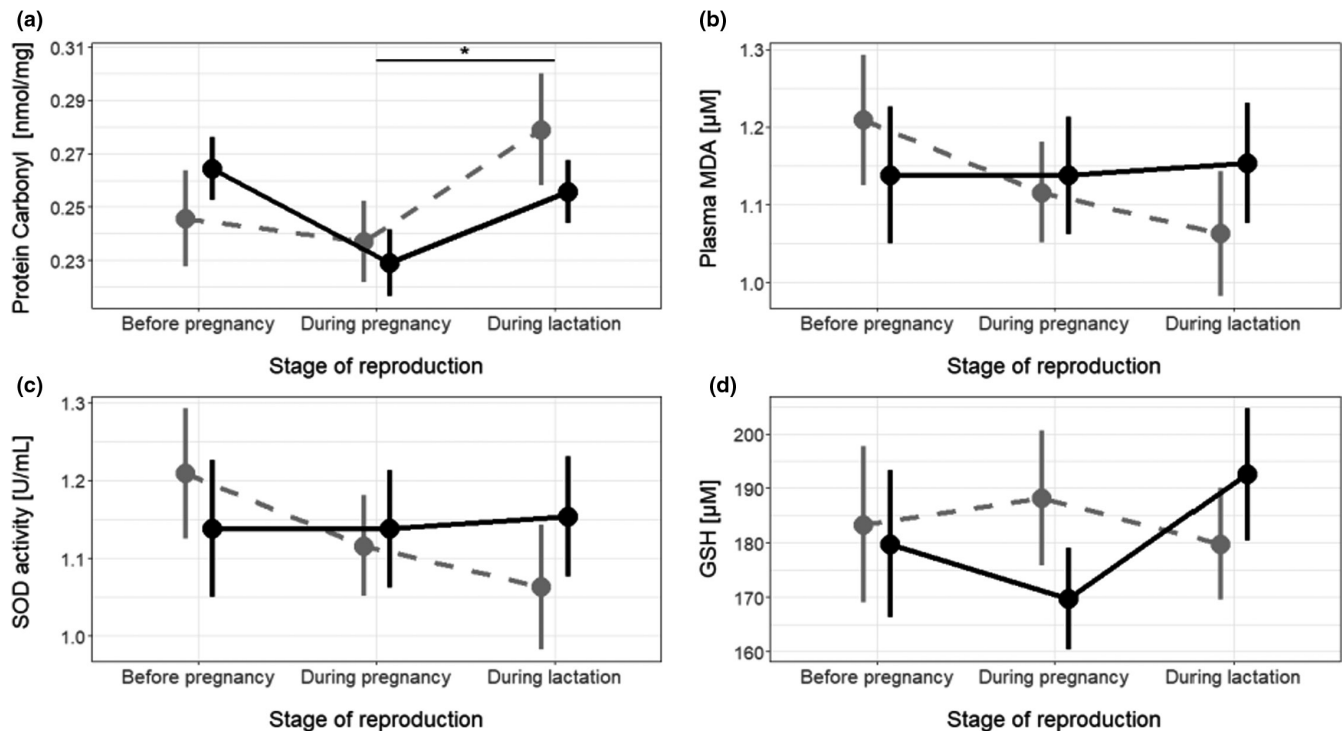 (a)
Protein Carbonyl [nmol/mg]
0.31
0.29
0.27
0.25
0.23
*
Before pregnancy During pregnancy During lactation
Stage of reproduction
(b)
Plasma MDA [µM]
1.3
1.2
1.1
1.0
Before pregnancy During pregnancy During lactation
Stage of reproduction
(c)
SOD activity [U/mL]
1.3
1.2
1.1
1.0
Before pregnancy During pregnancy During lactation
Stage of reproduction
(d)
GSH [µM]
200
190
180
170
160
Before pregnancy During pregnancy During lactation
Stage of reproduction